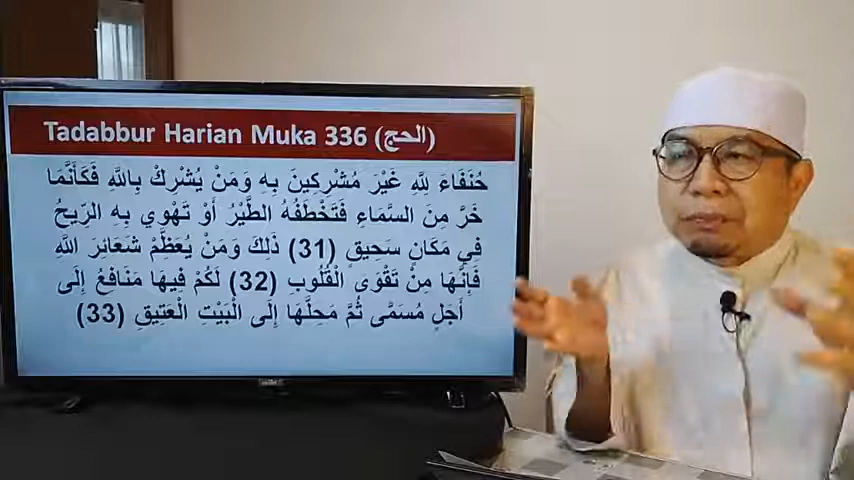 Tadabbur Harian Muka 336 (الحج)
حُنَفَاءَ لِلَّهِ غَيْرَ مُشْرِكِينَ بِهِ وَمَنْ يُشْرِكْ بِاللَّهِ فَكَأَنَّمَا
خَرَّ مِنَ السَّمَاءِ فَتَخْطَفُهُ الطَّيْرُ أَوْ تَهْوِي بِهِ الرِّيحُ
فِي مَكَانٍ سَحِيقٍ (31) ذَلِكَ وَمَنْ يُعَظِّمْ شَعَائِرَ اللَّهِ
فَإِنَّهَا مِنْ تَقْوَى الْقُلُوبِ (32) لَكُمْ فِيهَا مَنَافِعُ إِلَى
أَجَلٍ مُسَمًّى ثُمَّ مَحِلُّهَا إِلَى الْبَيْتِ الْعَتِيقِ (33)